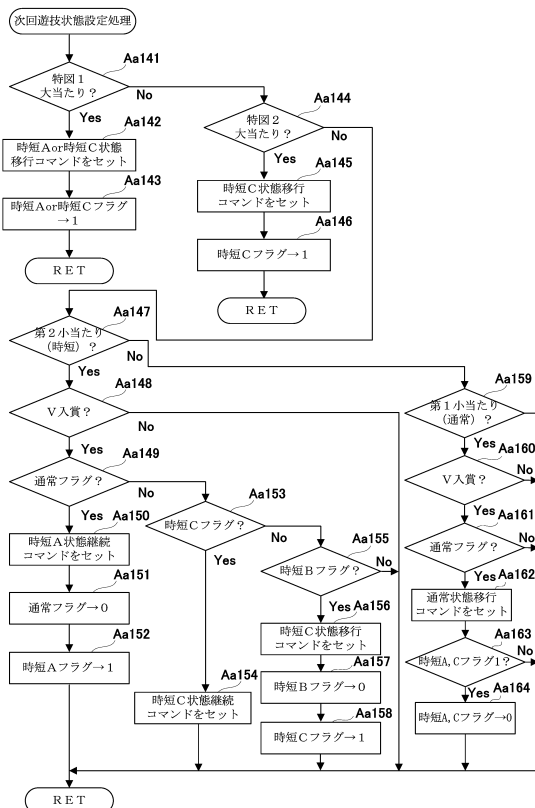 次回遊技状態設定処理
Aa141
特図1
大当たり?
No
Yes
Aa142
時短Aor時短C状態
移行コマンドをセット
Aa143
時短Aor時短Cフラグ
→1
RET
Aa144
特図2
大当たり?
No
Yes
Aa145
時短C状態移行
コマンドをセット
Aa146
時短Cフラグ→1
RET
Aa147
第2小当たり
(時短)?
No
Yes
Aa148
V入賞?
No
Yes
Aa149
通常フラグ?
No
Yes
Aa150
時短A状態継続
コマンドをセット
Aa151
通常フラグ→0
Aa152
時短Aフラグ→1
Aa153
時短Cフラグ?
No
Yes
Aa154
時短C状態継続
コマンドをセット
Aa155
時短Bフラグ?
No
Yes
Aa156
時短C状態移行
コマンドをセット
Aa157
時短Bフラグ→0
Aa158
時短Cフラグ→1
Aa159
第1小当たり
(通常)?
Yes
Aa160
V入賞?
No
Yes
Aa161
通常フラグ?
No
Yes
Aa162
通常状態移行
コマンドをセット
Aa163
時短A,Cフラグ1?
No
Yes
Aa164
時短A,Cフラグ→0
RET